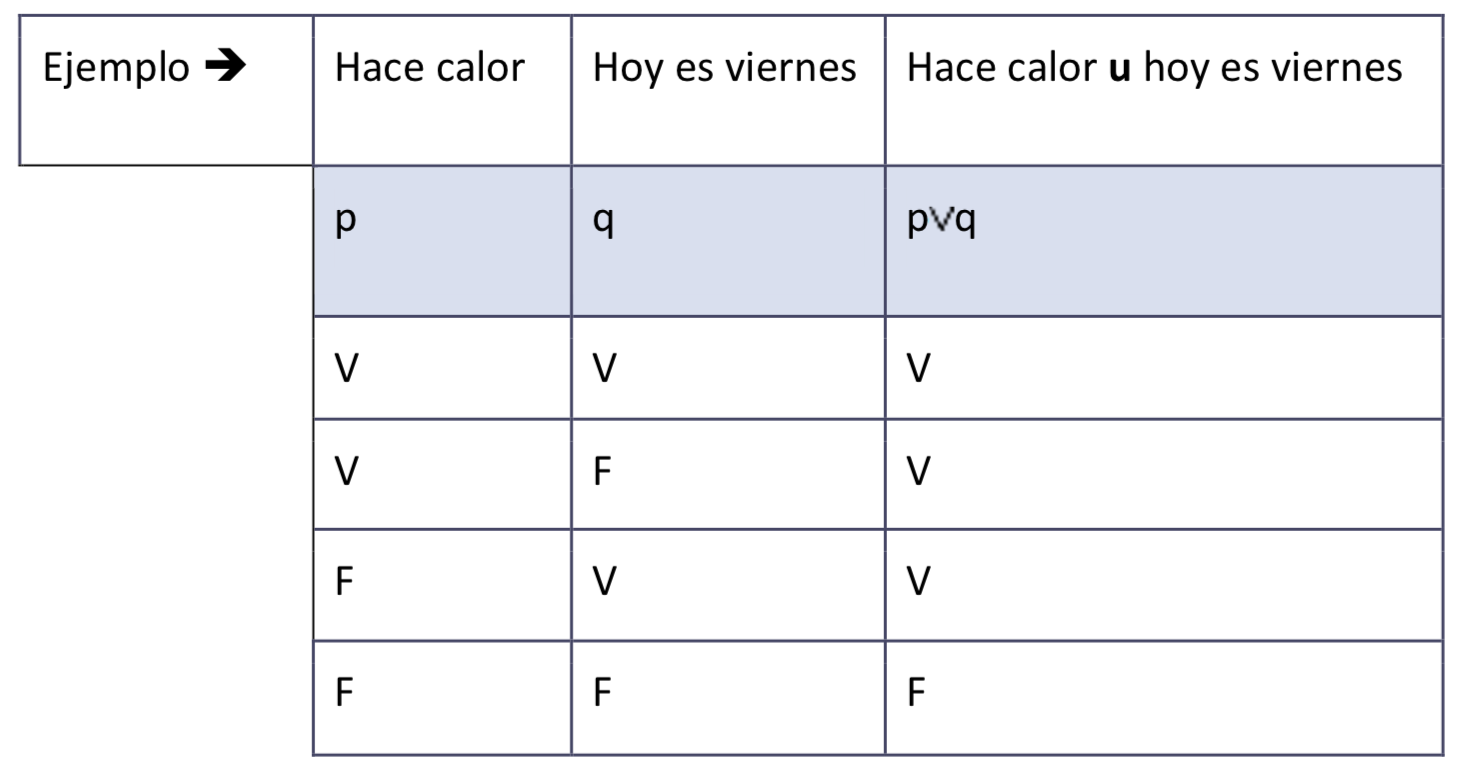 Ejemplo ➔ Hace calor Hoy es viernes Hace calor u hoy es viernes
p q p∨q
V V V
V F V
F V V
F F F